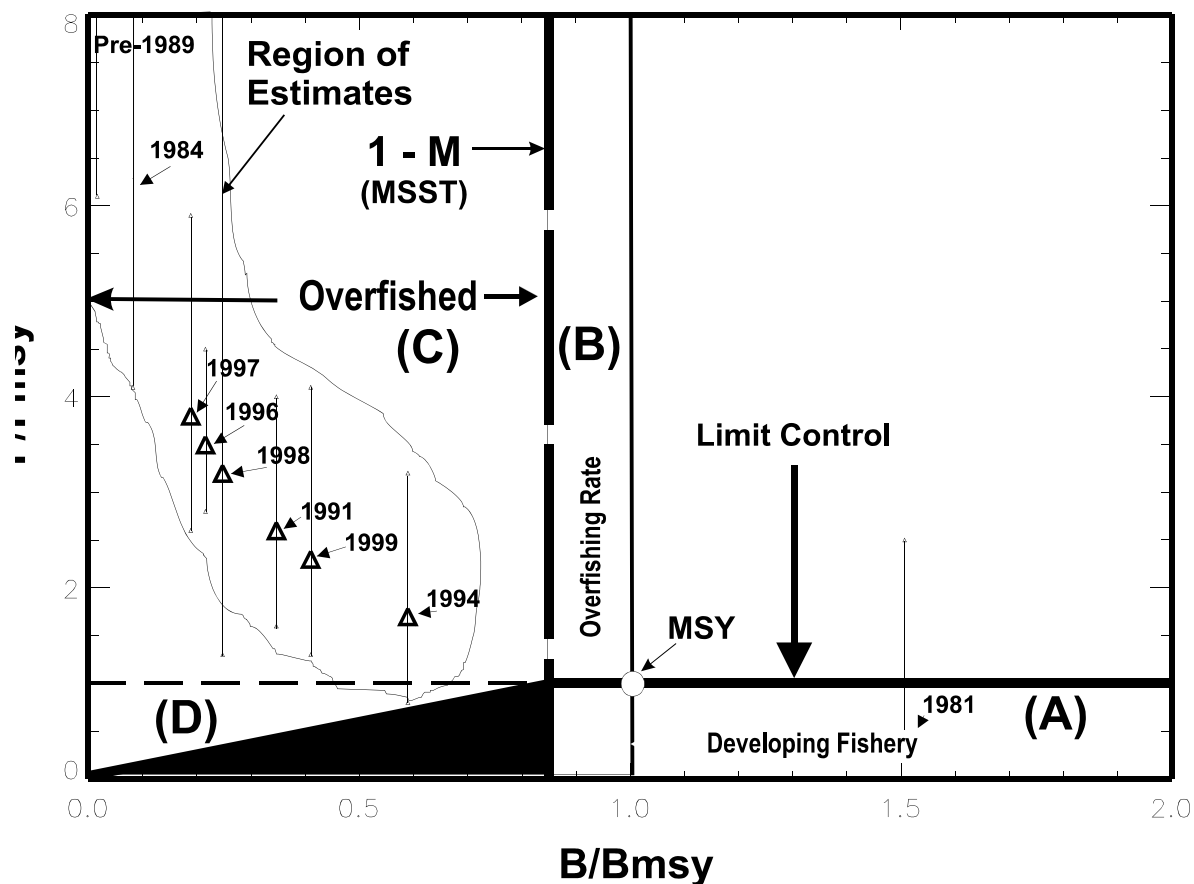 8
Pre-1989
Region of
Estimates
1984
1 - M
(MSST)
6
Overfished
(C)
(B)
1997
4
1996
Limit Control
1998
1991
1999
Overfishing Rate
2
1994
MSY
(D)
1981
(A)
Developing Fishery
0
0.0
0.5
1.0
1.5
2.0
B/Bmsy